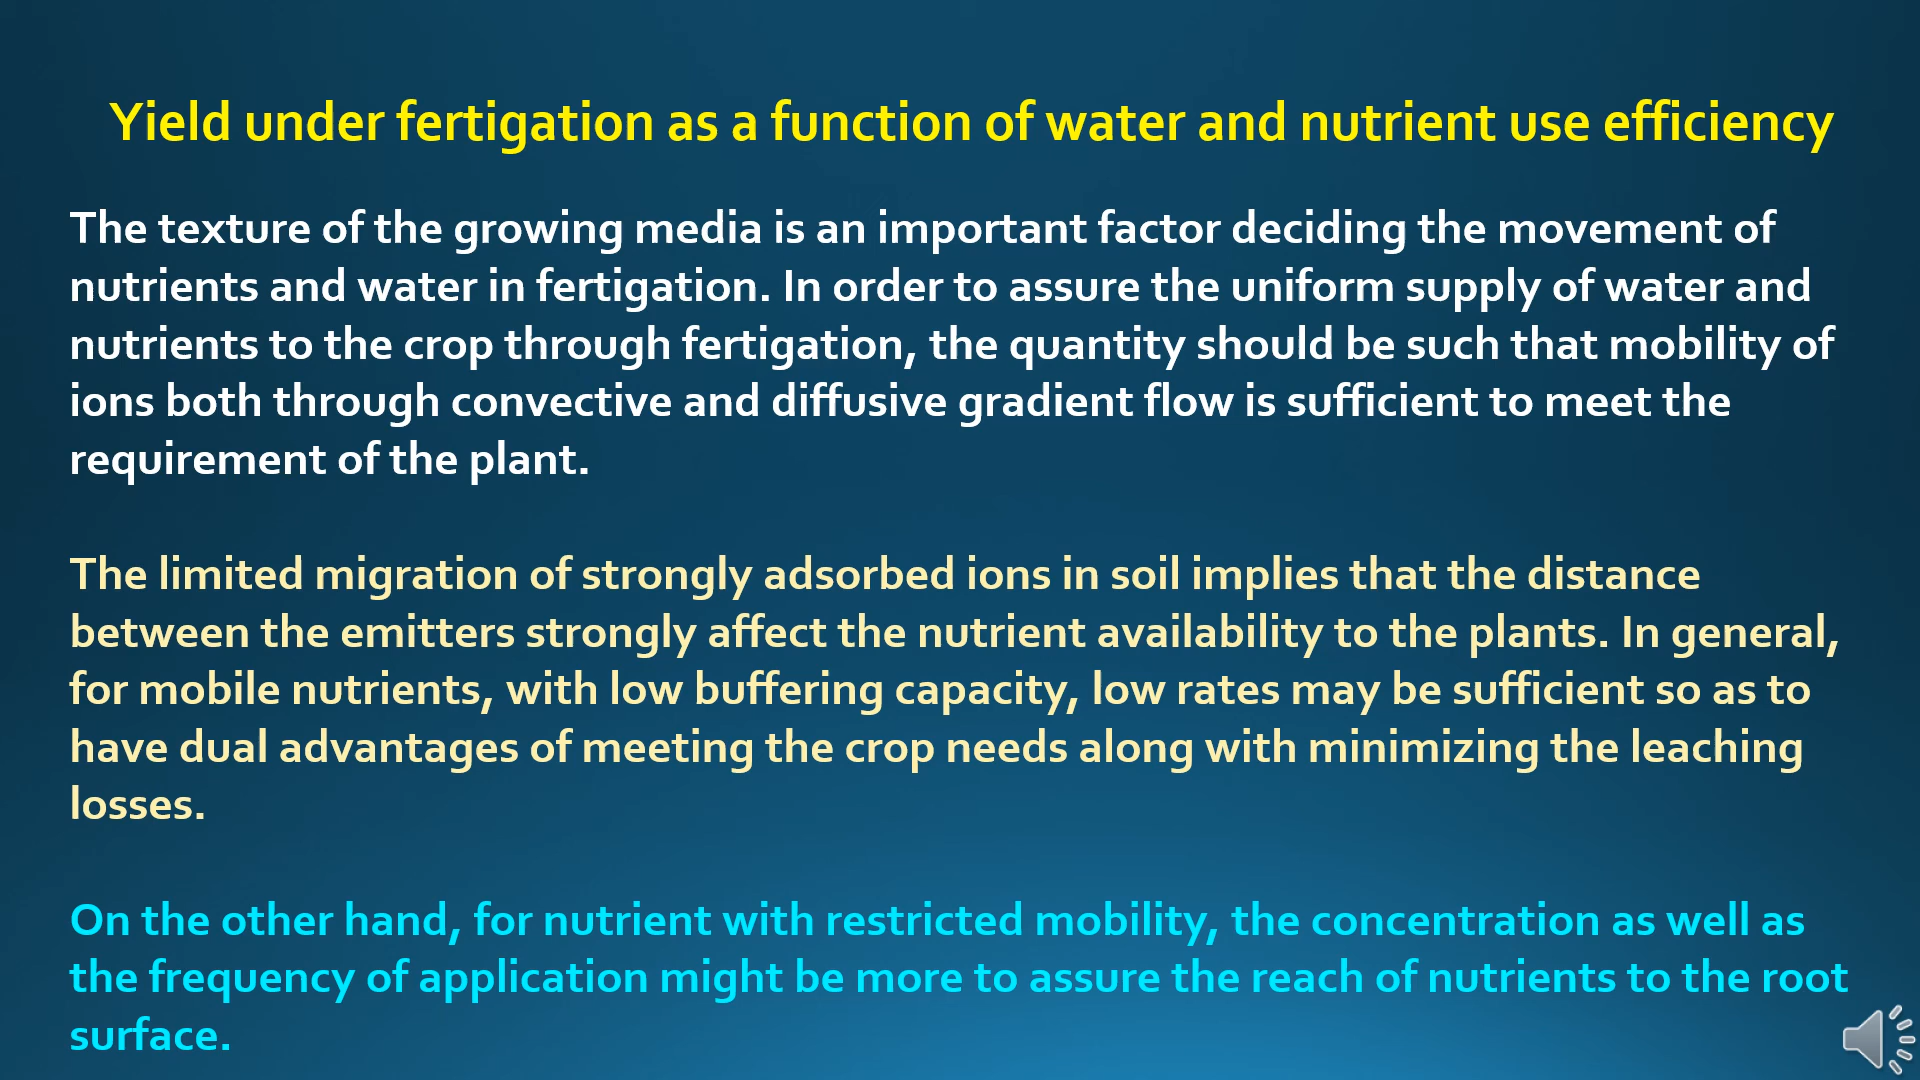 Yield under fertigation as a function of water and nutrient use efficiency
The texture of the growing media is an important factor deciding the movement of
nutrients and water in fertigation. In order to assure the uniform supply of water and
nutrients to the crop through fertigation, the quantity should be such that mobility of
ions both through convective and diffusive gradient flow is sufficient to meet the
requirement of the plant.
The limited migration of strongly adsorbed ions in soil implies that the distance
between the emitters strongly affect the nutrient availability to the plants. In general,
for mobile nutrients, with low buffering capacity, low rates may be sufficient so as to
have dual advantages of meeting the crop needs along with minimizing the leaching
losses.
On the other hand, for nutrient with restricted mobility, the concentration as well as
the frequency of application might be more to assure the reach of nutrients to the root
surface.